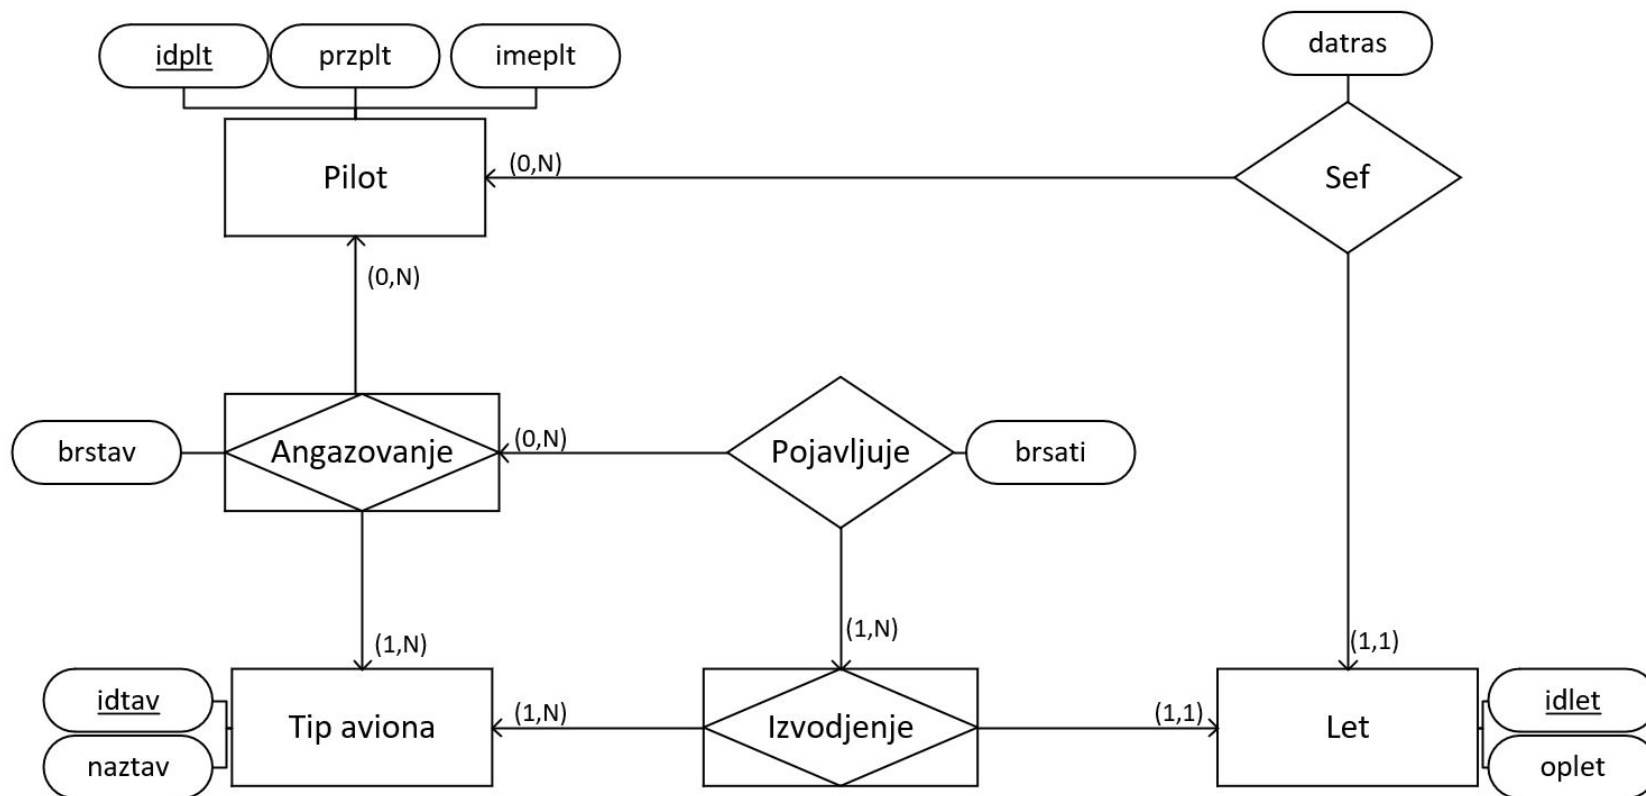 datras
idplt przplt imeplt
Pilot (0,N) Sef
(0,N)
brstav Angazovanje (0,N) Pojavljuje brsati
(1,N) (1,N) (1,1)
idtav idlet
Tip aviona (1,N) Izvodjenje (1,1) Let
naztav oplet